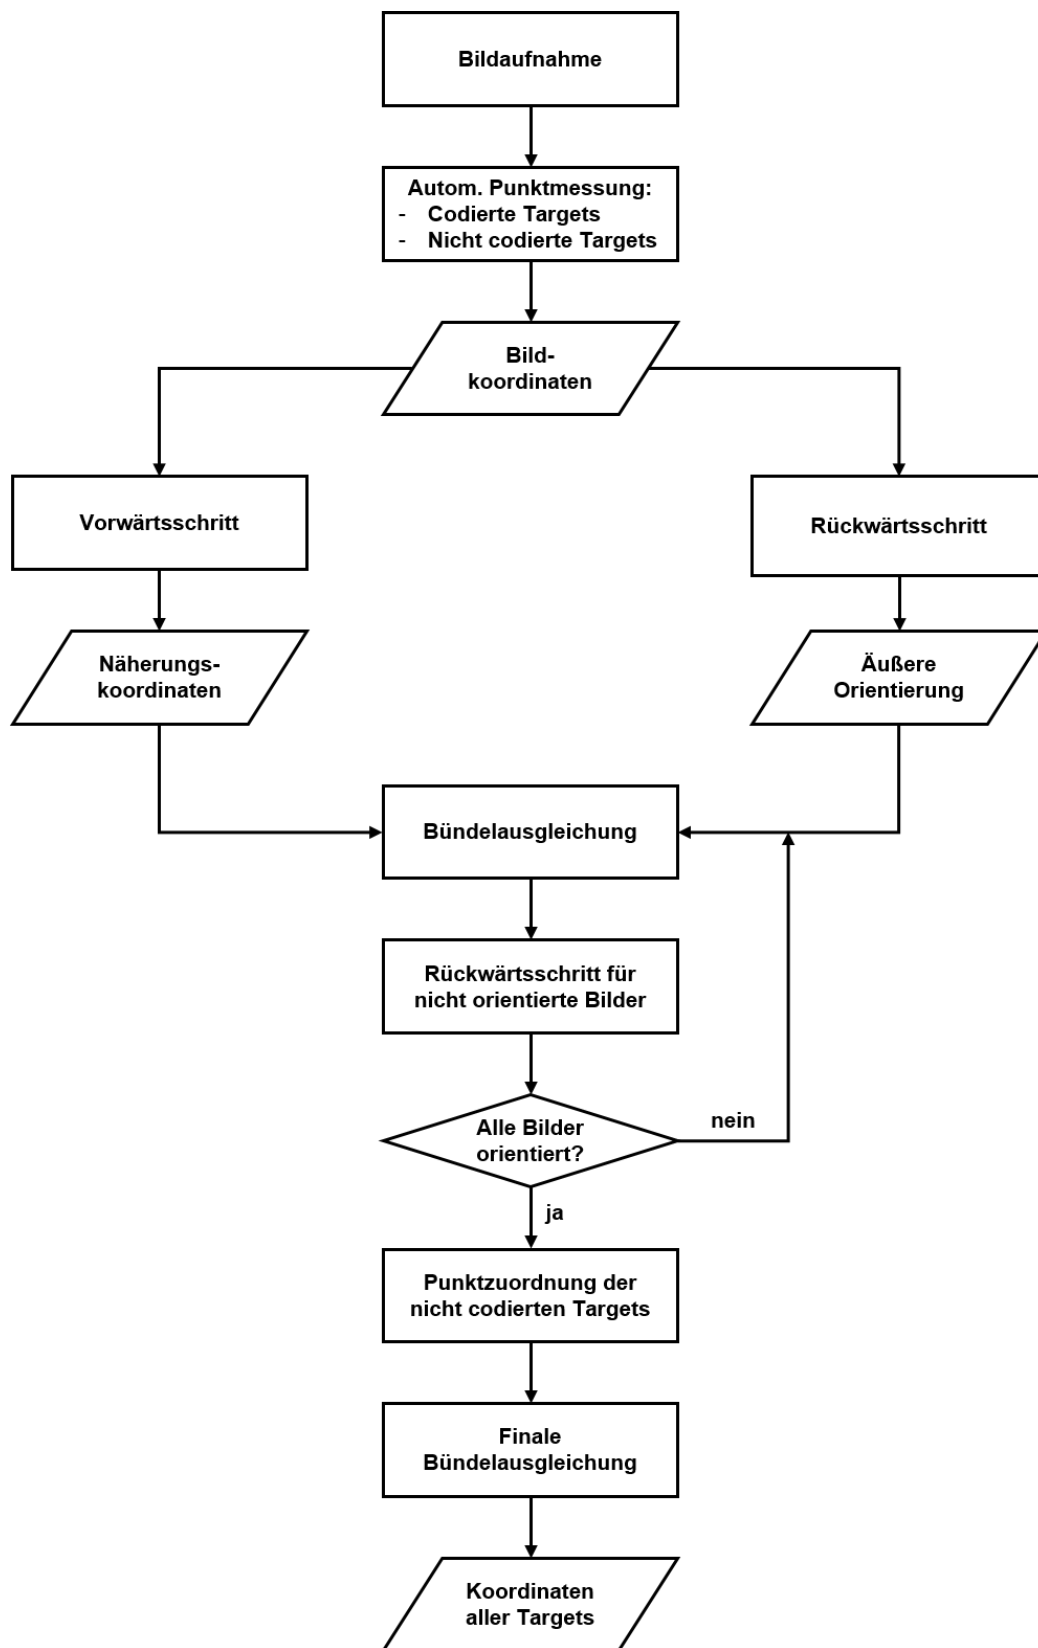 Bildaufnahme
Autom. Punktmessung:
- Codierte Targets
- Nicht codierte Targets
Bild-
koordinaten
Vorwärtsschritt
Rückwärtsschritt
Näherungs-
koordinaten
Äußere
Orientierung
Bündelausgleichung
Rückwärtsschritt für
nicht orientierte Bilder
Alle Bilder
orientiert?
nein
ja
Punktzuordnung der
nicht codierten Targets
Finale
Bündelausgleichung
Koordinaten
aller Targets